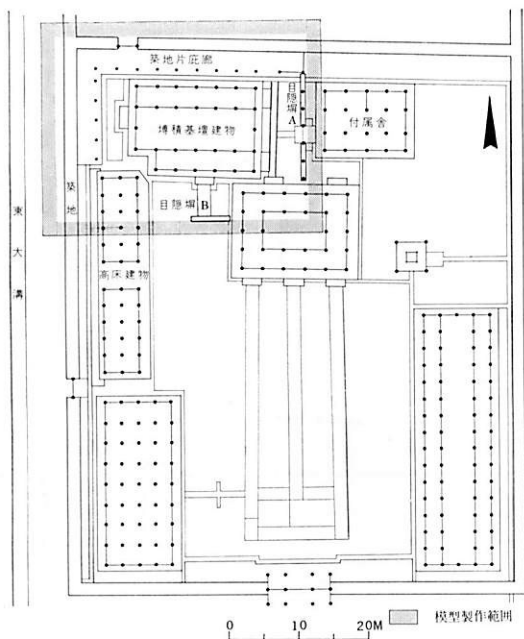 築地片庇廊
目隠塀A
塼積基壇建物
付属舎
築地
目隠塀B
東大溝
高床建物
0 10 20M
模型製作範囲